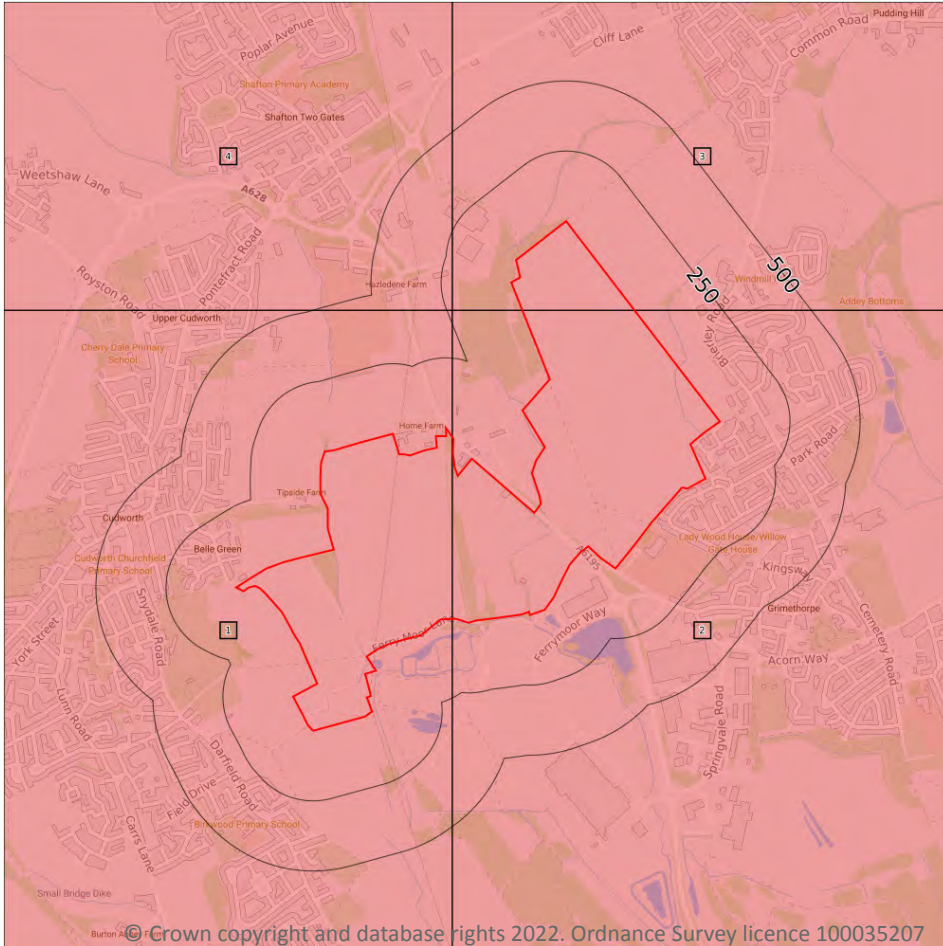 Pudding Hill
Common Road
Cliff Lane
Poplar Avenue
Shafton Primary Academy
Shafton Two Gates
4
3
Weetshaw Lane
A628
Pontefract Road
Royston Road
Hazledene Farm
250
500
Windmill
Addey Bottoms
Upper Cudworth
Brierley Road
Cherry Dale Primary
School
Home Farm
Park Road
Tipside Farm
Cudworth
Belle Green
Lady Wood House/Willow
Gate House
A6195
Cudworth Churchfield
Primary School
Kingsway
Snydale Road
Grimethorpe
Ferrymoor Way
Cemetery Road
York Street
1
Ferry Moor Lane
2
Acorn Way
Lunn Road
Springvale Road
Darfield Road
Field Drive
Birkwood Primary School
Carrs Lane
Small Bridge Dike
Burton Abbey Farm
© Crown copyright and database rights 2022. Ordnance Survey licence 100035207